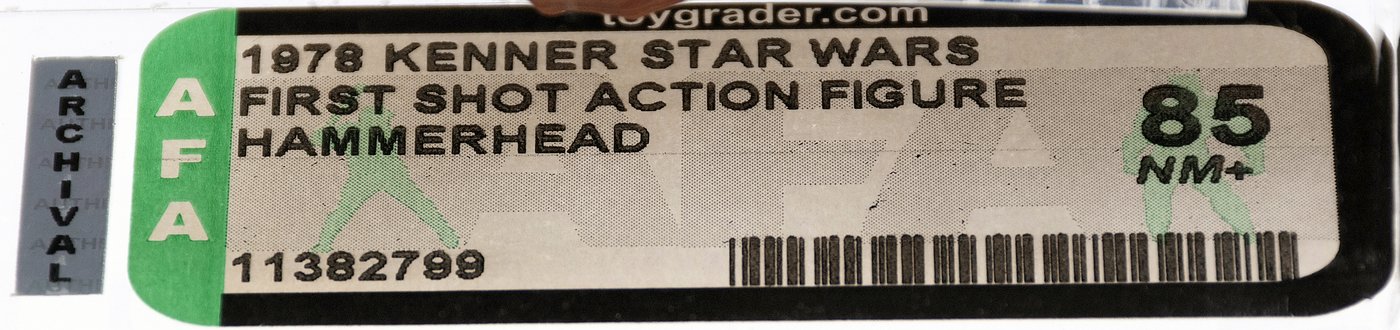 toygrader.com
ARCHIVAL
AFA
1978 KENNER STAR WARS
FIRST SHOT ACTION FIGURE
HAMMERHEAD
85
NM+
11382799